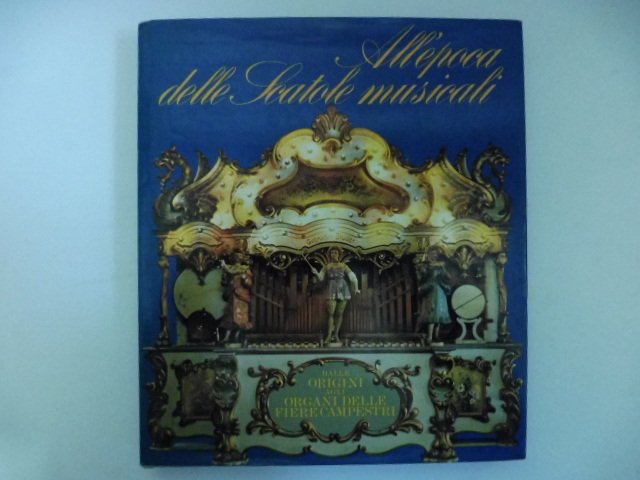 All'epoca
delle Scatole musicali
DALLE
ORIGINI
AGLI
ORGANI DELLE
FIERE CAMPESTRI